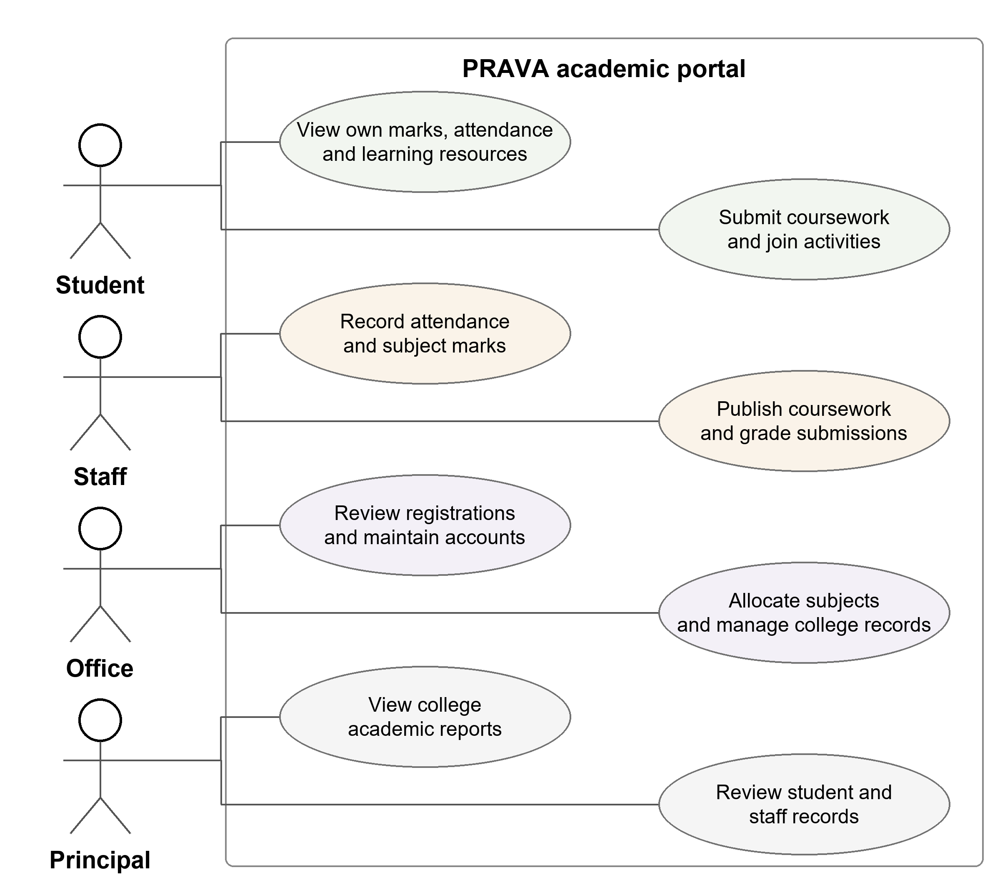 PRAVA academic portal
View own marks, attendance
and learning resources
Submit coursework
and join activities
Student
Record attendance
and subject marks
Publish coursework
and grade submissions
Staff
Review registrations
and maintain accounts
Allocate subjects
and manage college records
Office
View college
academic reports
Review student and
staff records
Principal